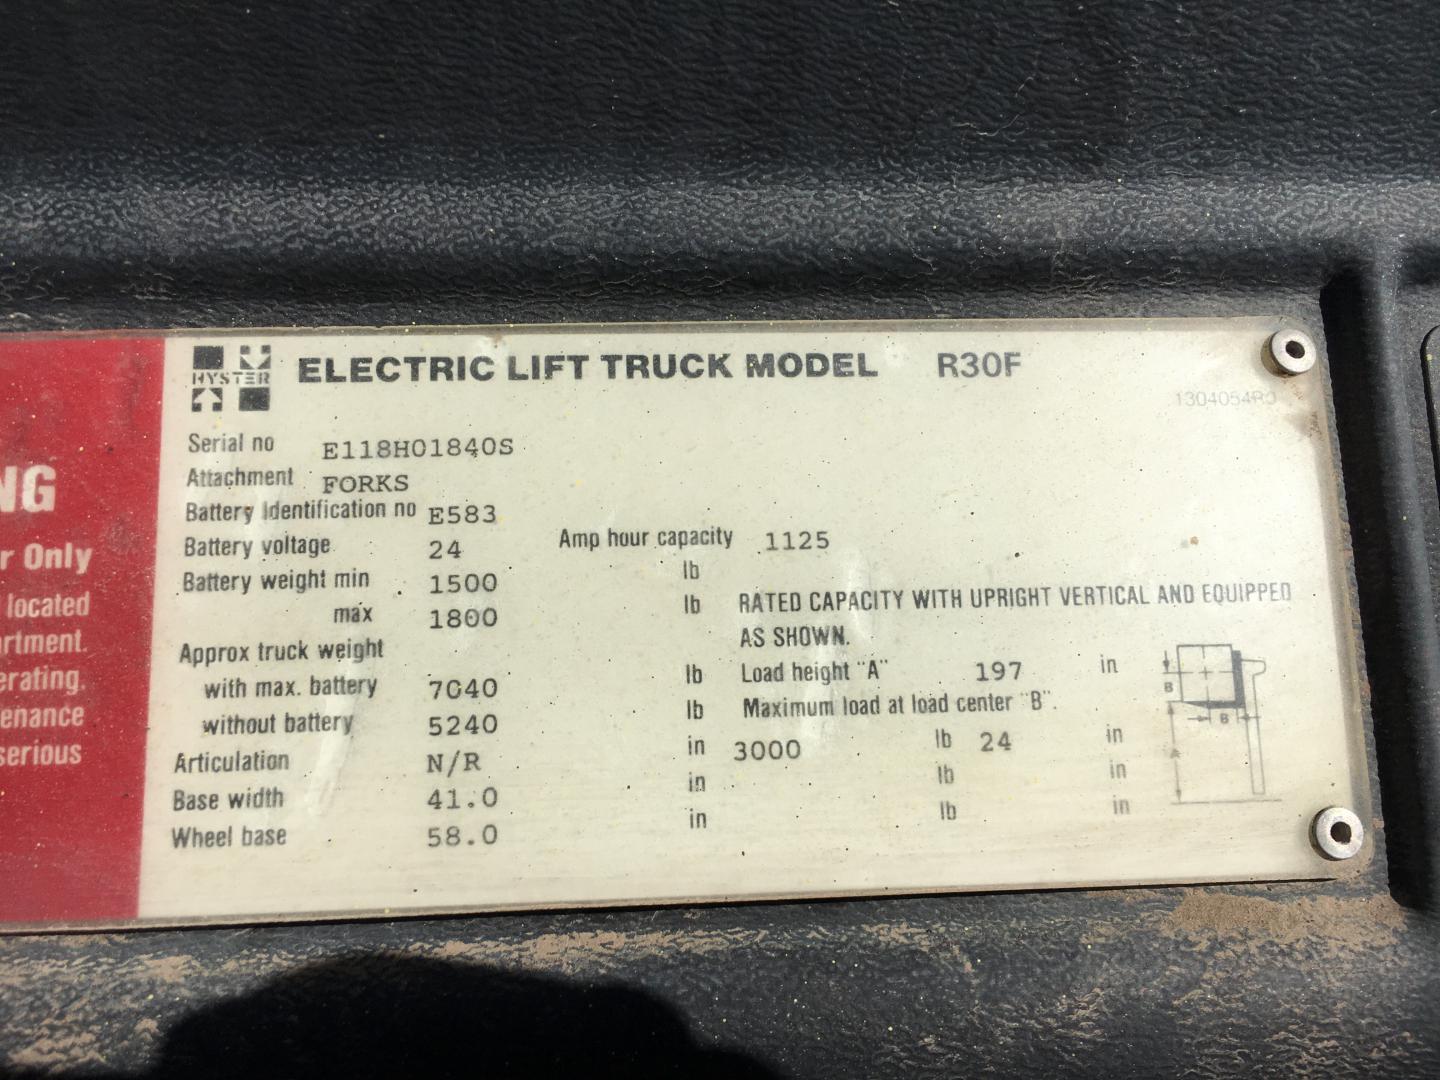 NG
r Only
located
rtment.
erating.
enance
serious
HYSTER
ELECTRIC LIFT TRUCK MODEL R30F
1304054R0
Serial no E118H01840S
Attachment FORKS
Battery Identification no E583
Battery voltage 24 Amp hour capacity 1125
Battery weight min 1500 lb
max 1800 lb
Approx truck weight
with max. battery 7040 lb
without battery 5240 lb
Articulation N/R in
Base width 41.0 in
Wheel base 58.0 in
RATED CAPACITY WITH UPRIGHT VERTICAL AND EQUIPPED
AS SHOWN.
Load height "A" 197 in
Maximum load at load center "B".
3000 lb 24 in
lb in
lb in
B
B
A